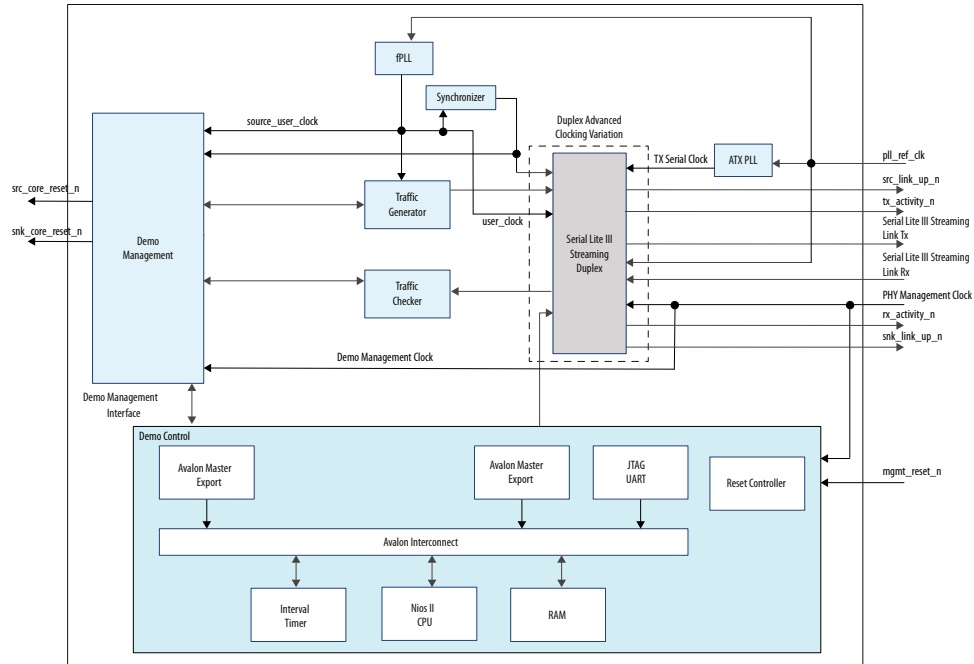 fPLL
Synchronizer
source_user_clock
Duplex Advanced
Clocking Variation
TX Serial Clock
ATX PLL
pll_ref_clk
src_link_up_n
src_core_reset_n
Traffic
Generator
tx_activity_n
user_clock
Serial Lite III Streaming
Link Tx
snk_core_reset_n
Demo
Management
Serial Lite III
Streaming
Duplex
Serial Lite III Streaming
Link Rx
Traffic
Checker
PHY Management Clock
rx_activity_n
snk_link_up_n
Demo Management Clock
Demo Management
Interface
Demo Control
Avalon Master
Export
Avalon Master
Export
JTAG
UART
Reset Controller
mgmt_reset_n
Avalon Interconnect
Interval
Timer
Nios II
CPU
RAM